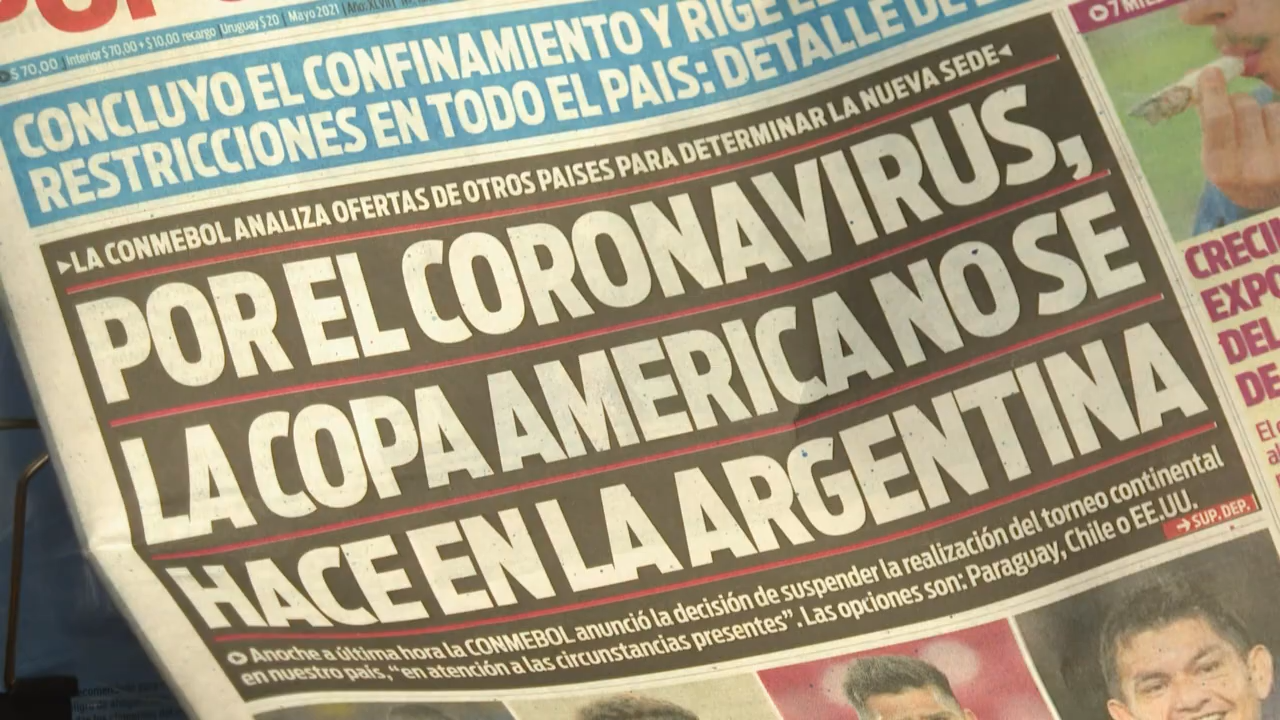 $ 70,00 | Interior $ 70,00 + $ 10,00 recargo | Uruguay $ 20 | Mayo 2021 |
CONCLUYO EL CONFINAMIENTO Y RIGE
RESTRICCIONES EN TODO EL PAIS: DETALLE DE
LA CONMEBOL ANALIZA OFERTAS DE OTROS PAISES PARA DETERMINAR LA NUEVA SEDE
POR EL CORONAVIRUS,
LA COPA AMERICA NO SE
HACE EN LA ARGENTINA
Anoche a última hora la CONMEBOL anunció la decisión de suspender la realización del torneo continental
en nuestro país, “en atención a las circunstancias presentes”. Las opciones son: Paraguay, Chile o EE.UU.
SUP. DEP.
DEL